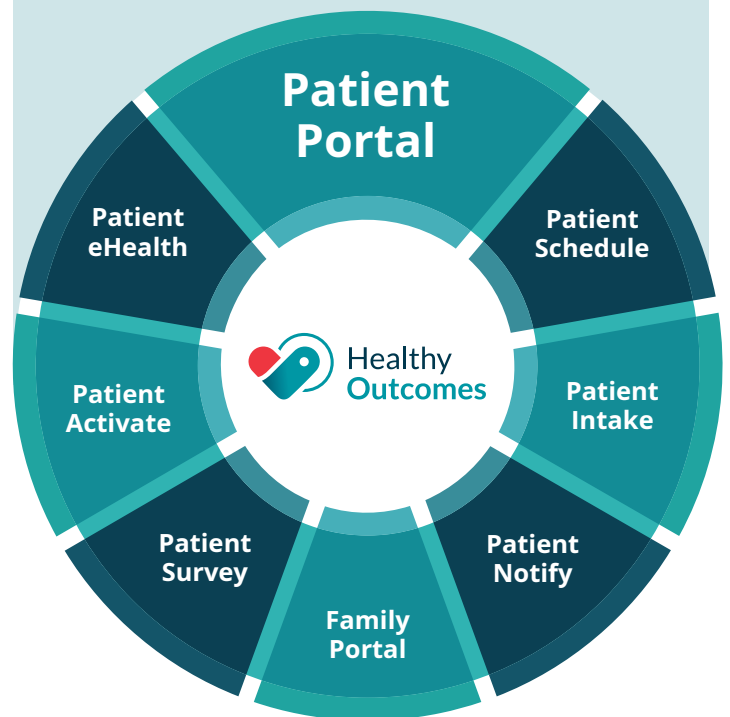 Patient
Portal
Patient
Schedule
Patient
Intake
Patient
Notify
Family
Portal
Patient
Survey
Patient
Activate
Patient
eHealth
Healthy
Outcomes